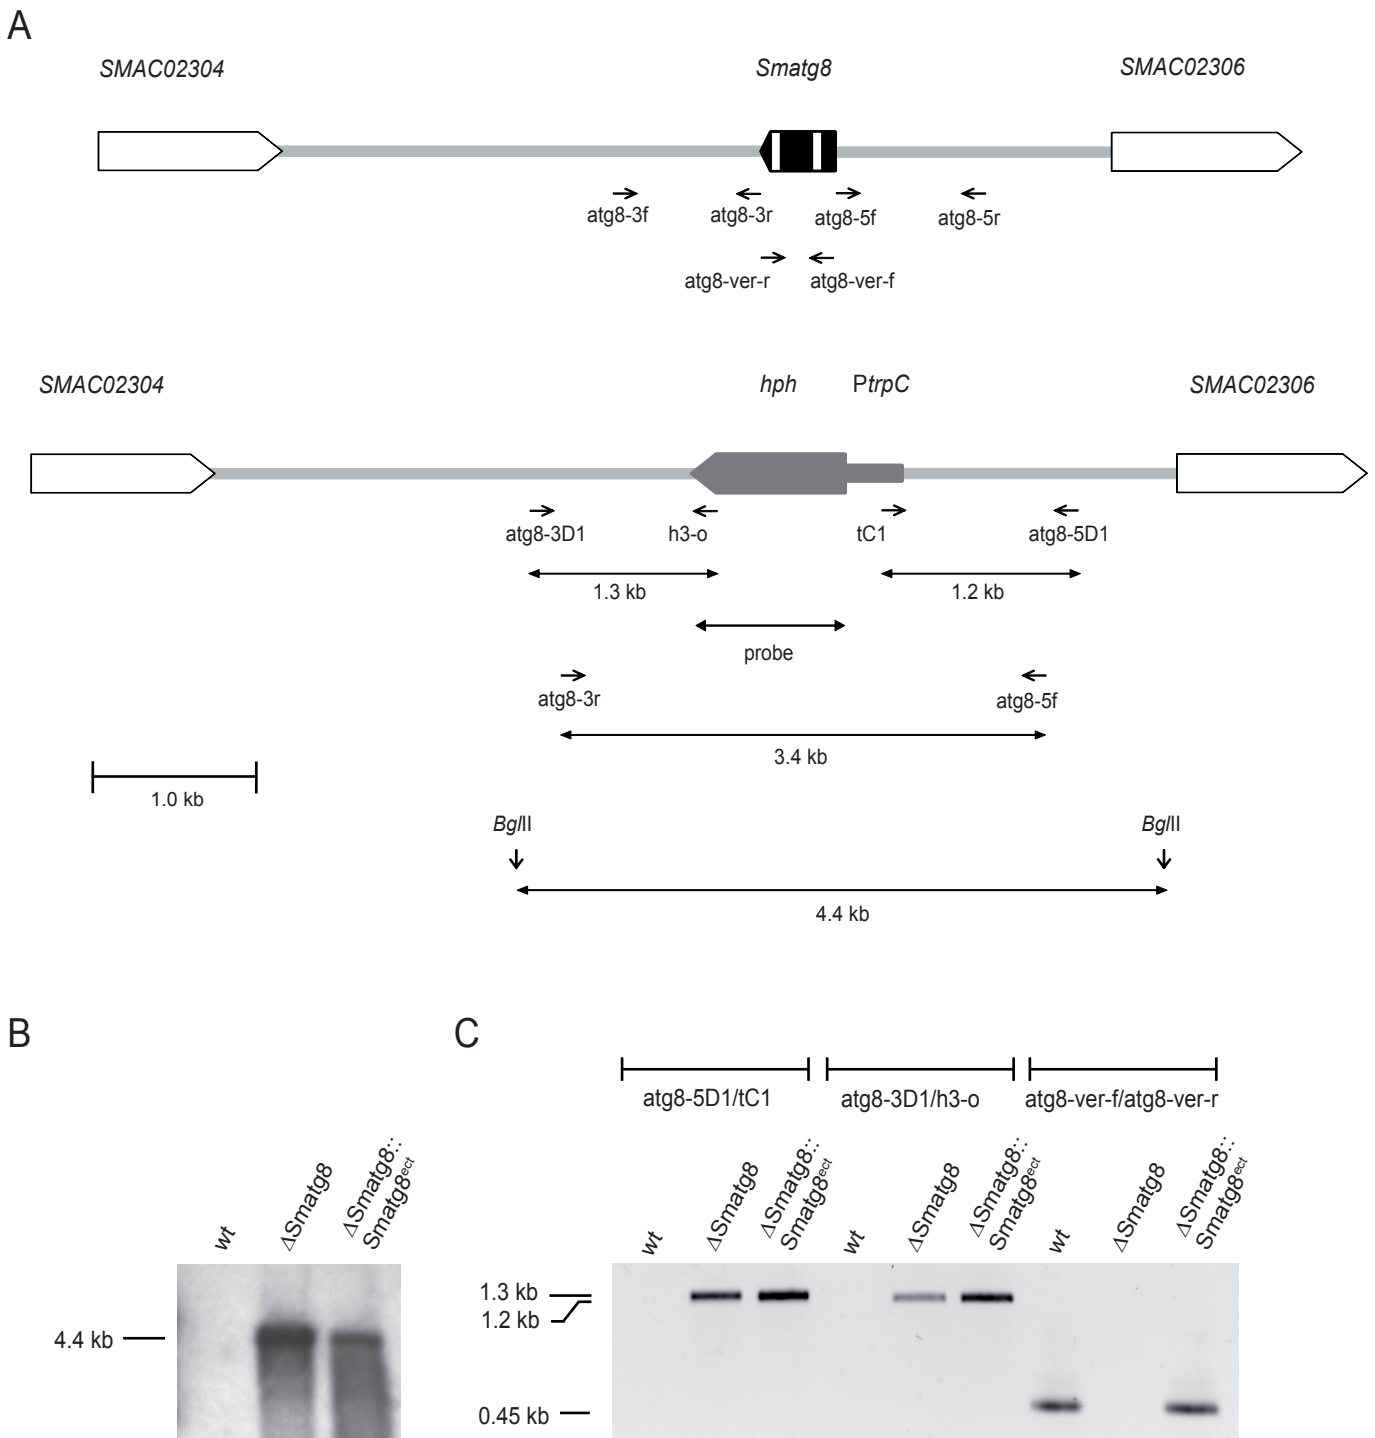 A
SMAC02304 Smatg8 SMAC02306
atg8-3f atg8-3r atg8-5f atg8-5r
atg8-ver-r atg8-ver-f
SMAC02304 hph PtrpC SMAC02306
atg8-3D1 h3-o tC1 atg8-5D1
1.3 kb 1.2 kb
probe
atg8-3r atg8-5f
3.4 kb
1.0 kb
BglII BglII
4.4 kb
B
wt ΔSmatg8 ΔSmatg8::
Smatg8ect
4.4 kb
C
atg8-5D1/tC1 atg8-3D1/h3-o atg8-ver-f/atg8-ver-r
wt ΔSmatg8 ΔSmatg8::
Smatg8ect
wt ΔSmatg8 ΔSmatg8::
Smatg8ect
wt ΔSmatg8 ΔSmatg8::
Smatg8ect
1.3 kb
1.2 kb
0.45 kb